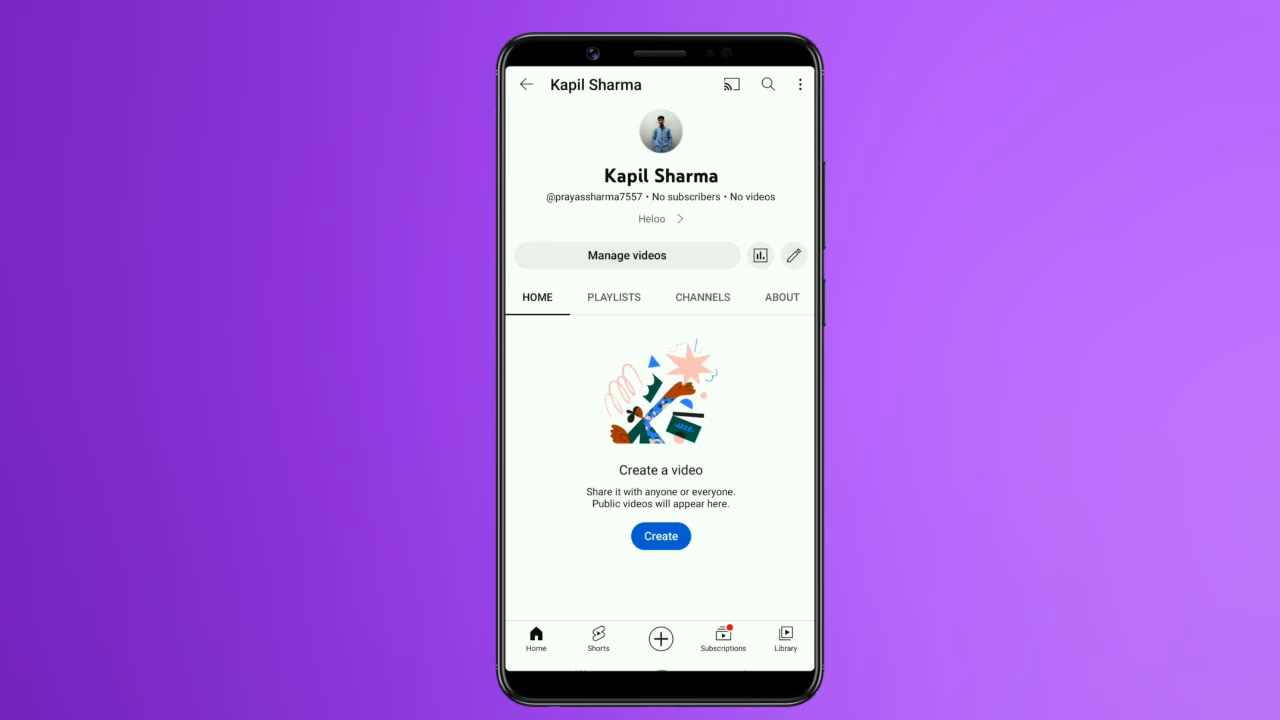 Kapil Sharma
Kapil Sharma
@prayassharma7557 • No subscribers • No videos
Heloo
Manage videos
HOME PLAYLISTS CHANNELS ABOUT
Create a video
Share it with anyone or everyone.
Public videos will appear here.
Create
Home Shorts Subscriptions Library